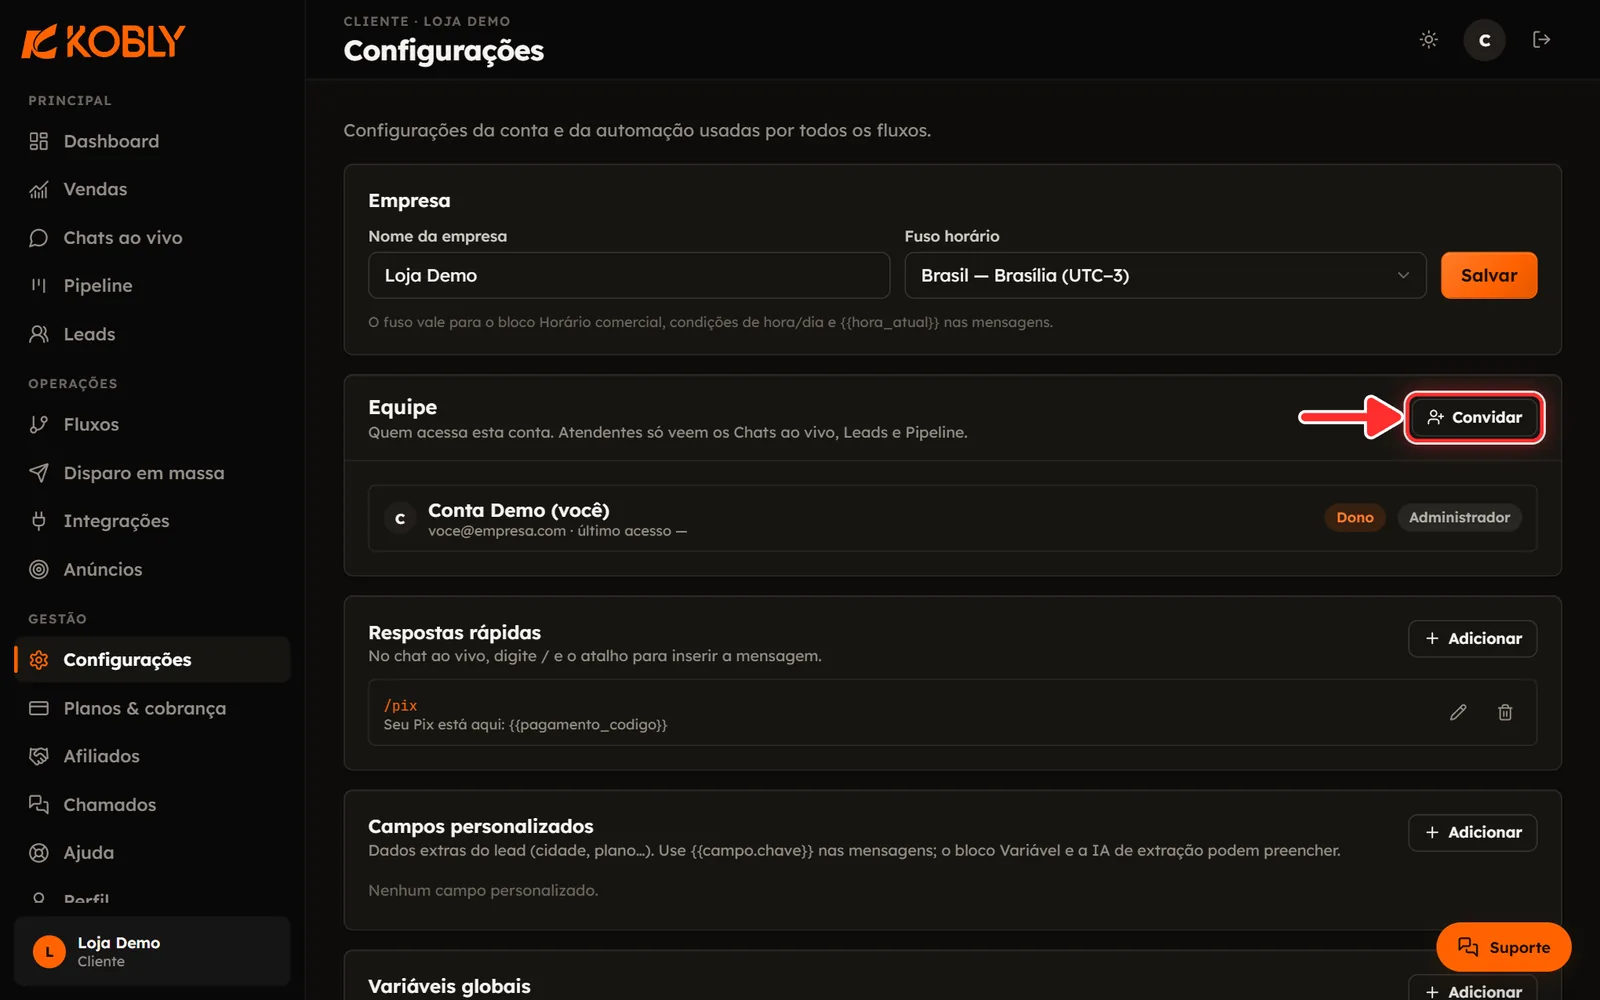 KOBLY
PRINCIPAL
Dashboard
Vendas
Chats ao vivo
Pipeline
Leads
OPERAÇÕES
Fluxos
Disparo em massa
Integrações
Anúncios
GESTÃO
Configurações
Planos & cobrança
Afiliados
Chamados
Ajuda
Perfil
L
Loja Demo
Cliente
CLIENTE · LOJA DEMO
Configurações
C
Configurações da conta e da automação usadas por todos os fluxos.
Empresa
Nome da empresa
Fuso horário
Loja Demo
Brasil — Brasília (UTC−3)
Salvar
O fuso vale para o bloco Horário comercial, condições de hora/dia e {{hora_atual}} nas mensagens.
Equipe
Quem acessa esta conta. Atendentes só veem os Chats ao vivo, Leads e Pipeline.
Convidar
C
Conta Demo (você)
voce@empresa.com · último acesso —
Dono
Administrador
Respostas rápidas
No chat ao vivo, digite / e o atalho para inserir a mensagem.
Adicionar
/pix
Seu Pix está aqui: {{pagamento_codigo}}
Campos personalizados
Dados extras do lead (cidade, plano…). Use {{campo.chave}} nas mensagens; o bloco Variável e a IA de extração podem preencher.
Adicionar
Nenhum campo personalizado.
Variáveis globais
Adicionar
Suporte